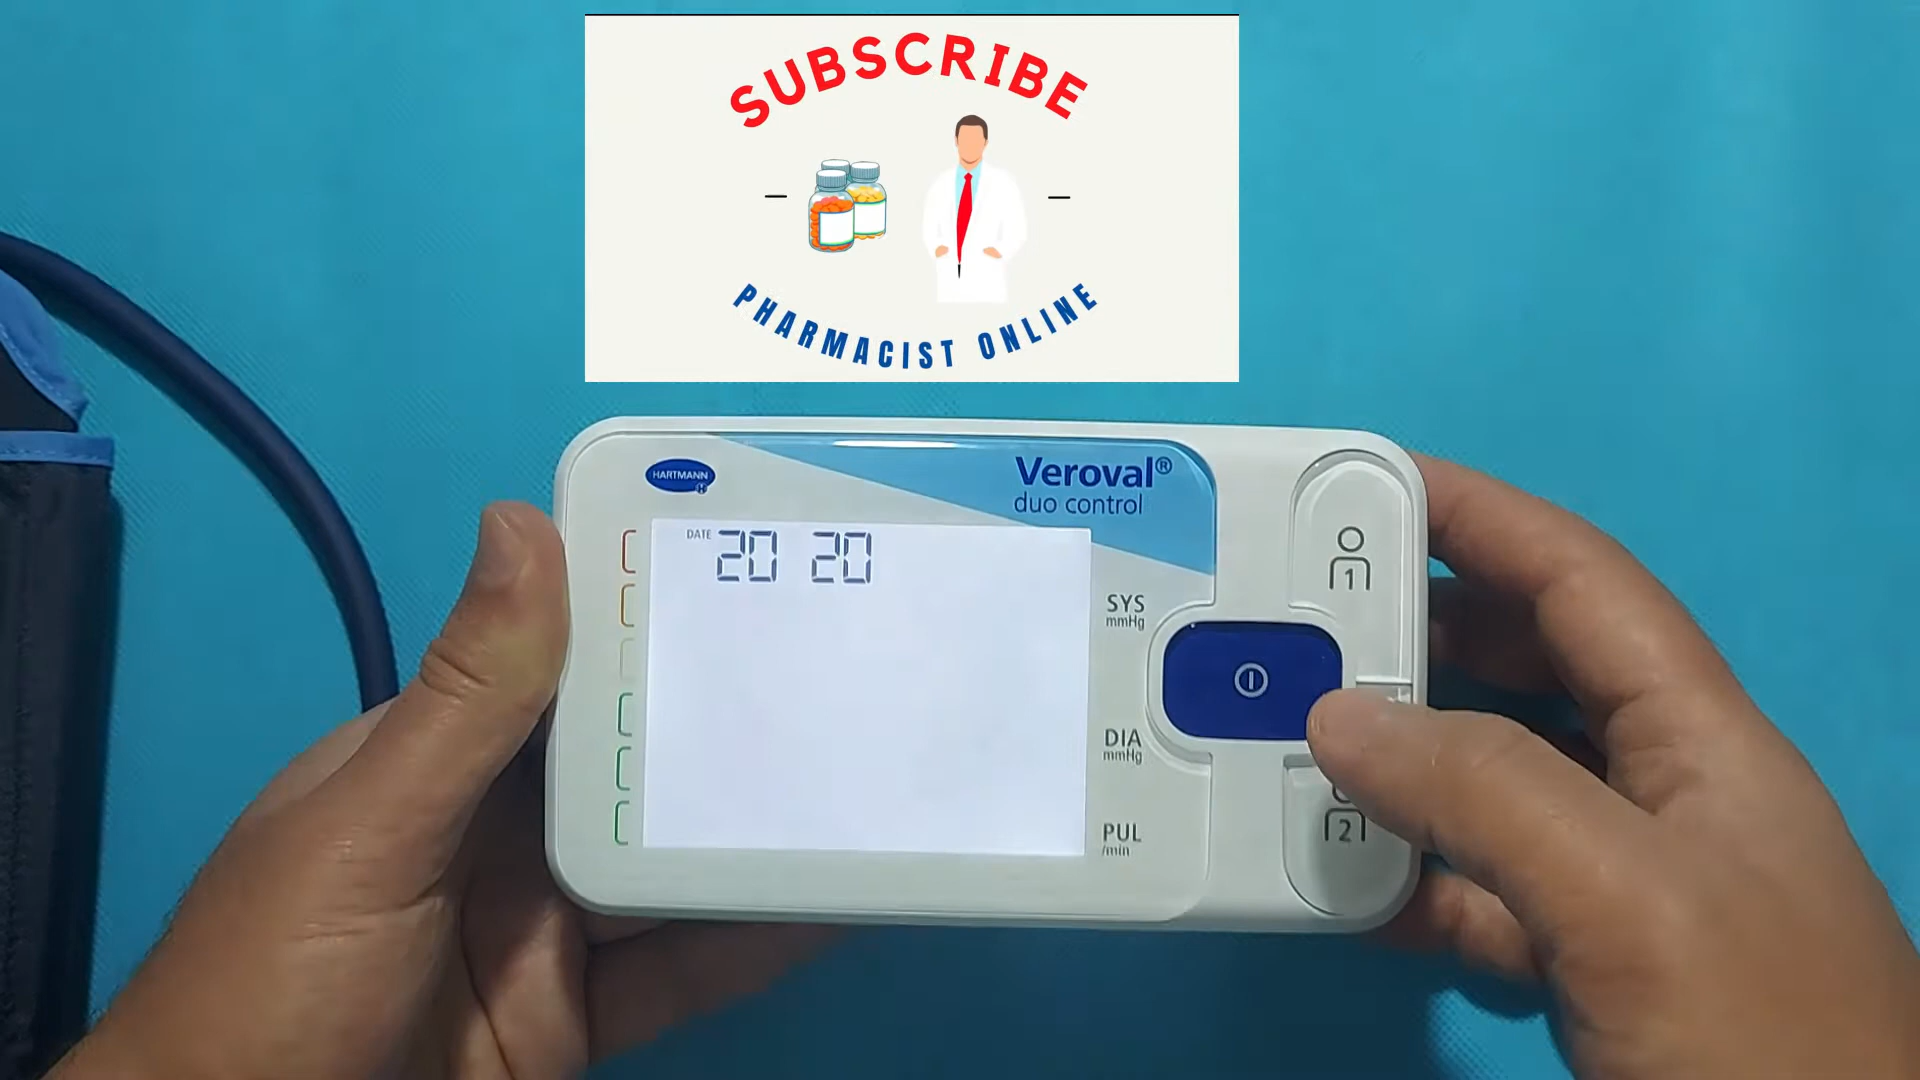 SUBSCRIBE
PHARMACIST ONLINE
HARTMANN
Veroval®
duo control
DATE 20 20
SYS
mmHg
DIA
mmHg
PUL
/min
1
2